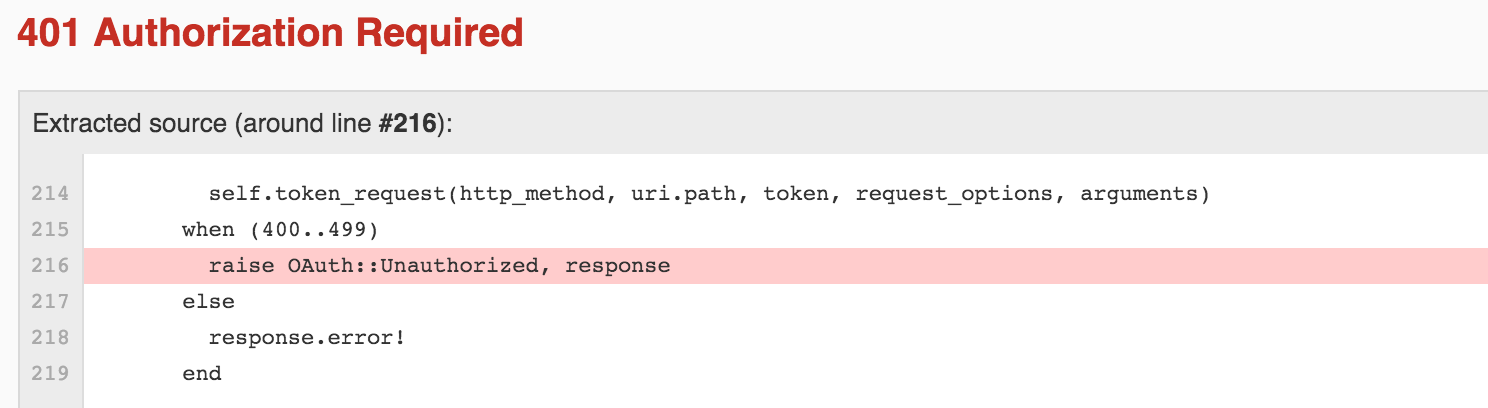 401 Authorization Required
Extracted source (around line #216):
214 self.token_request(http_method, uri.path, token, request_options, arguments)
215 when (400..499)
216 raise OAuth::Unauthorized, response
217 else
218 response.error!
219 end